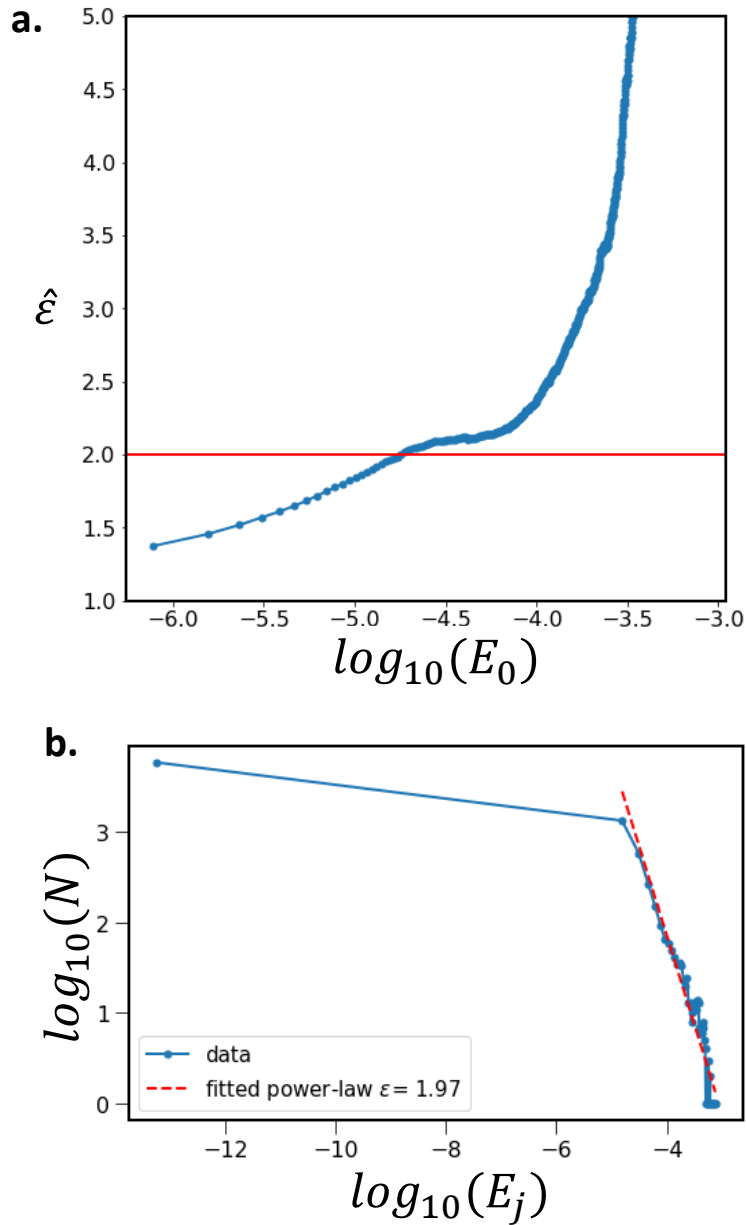 a.
5.0
4.5
4.0
3.5
3.0
2.5
2.0
1.5
1.0
ε̂
−6.0 −5.5 −5.0 −4.5 −4.0 −3.5 −3.0
log₁₀(E₀)
b.
3
2
1
0
log₁₀(N)
data
fitted power-law ε = 1.97
−12 −10 −8 −6 −4
log₁₀(Eⱼ)